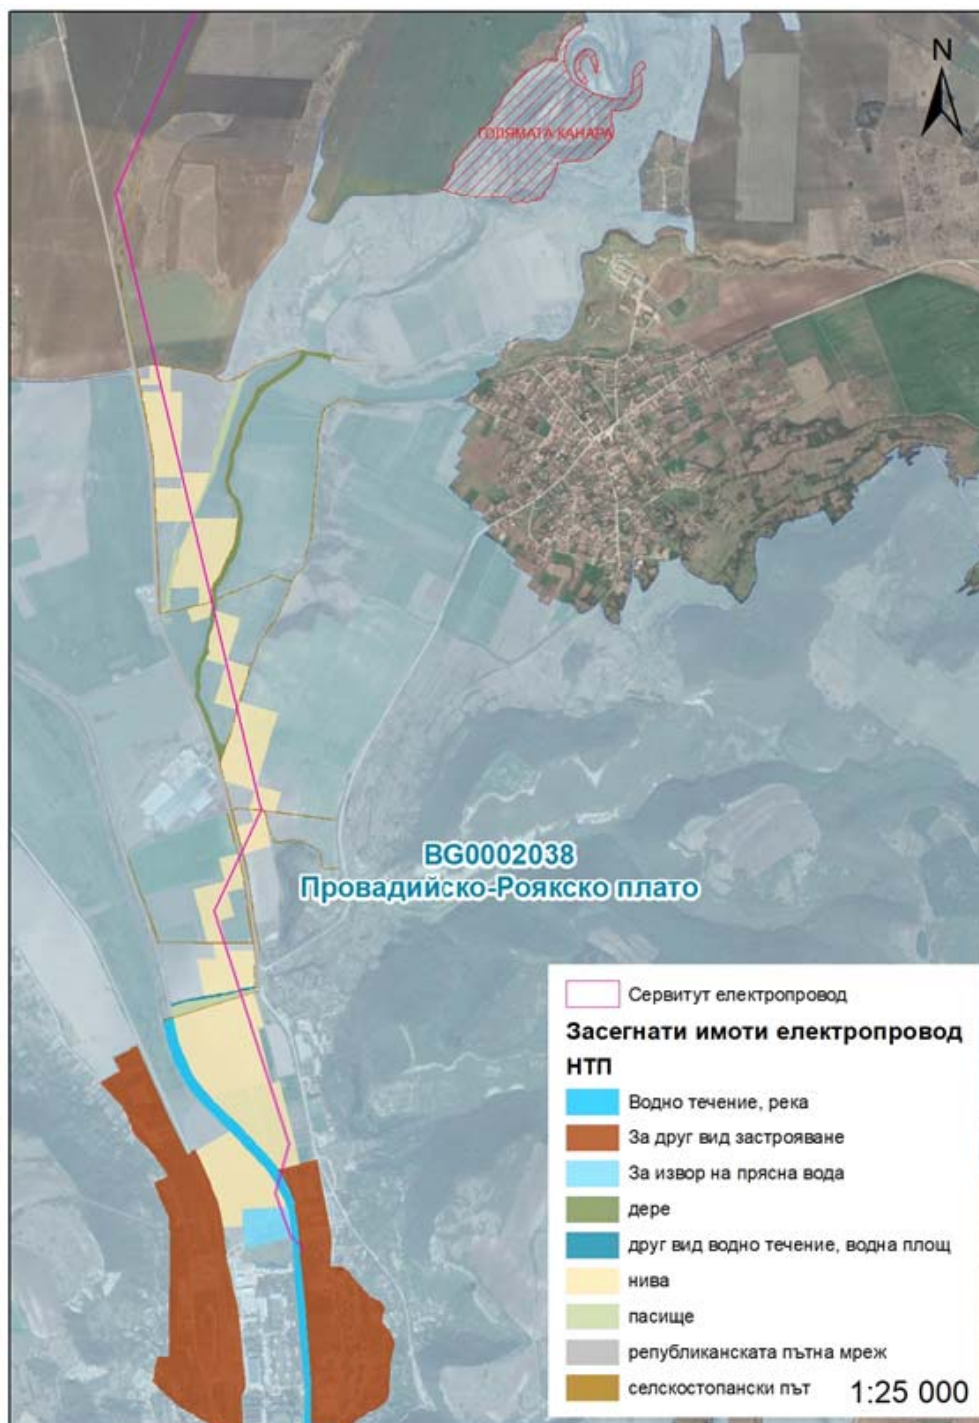 N
ГОЛЯМАТА КАНАРА
BG0002038
Провадийско-Роякско плато
Сервитут електропровод
Засегнати имоти електропровод
НТП
Водно течение, река
За друг вид застрояване
За извор на прясна вода
дере
друг вид водно течение, водна площ
нива
пасище
републиканската пътна мреж
селскостопански път
1:25 000